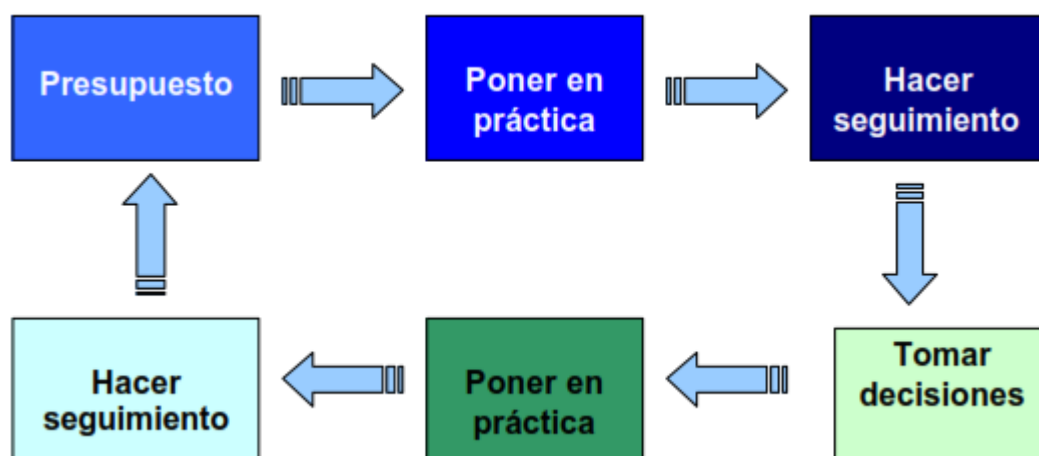 Presupuesto
Poner en
práctica
Hacer
seguimiento
Tomar
decisiones
Poner en
práctica
Hacer
seguimiento